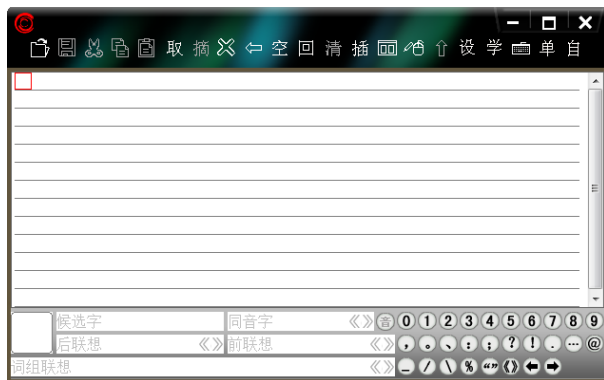 取 摘 空 回 清 插 设 学 单 自
候选字 同音字 《 》 音 0 1 2 3 4 5 6 7 8 9
后联想 《 》 前联想 《 》 , 。 、 : ; ? ! . … @
词组联想 《 》 _ / \ % “” 《》